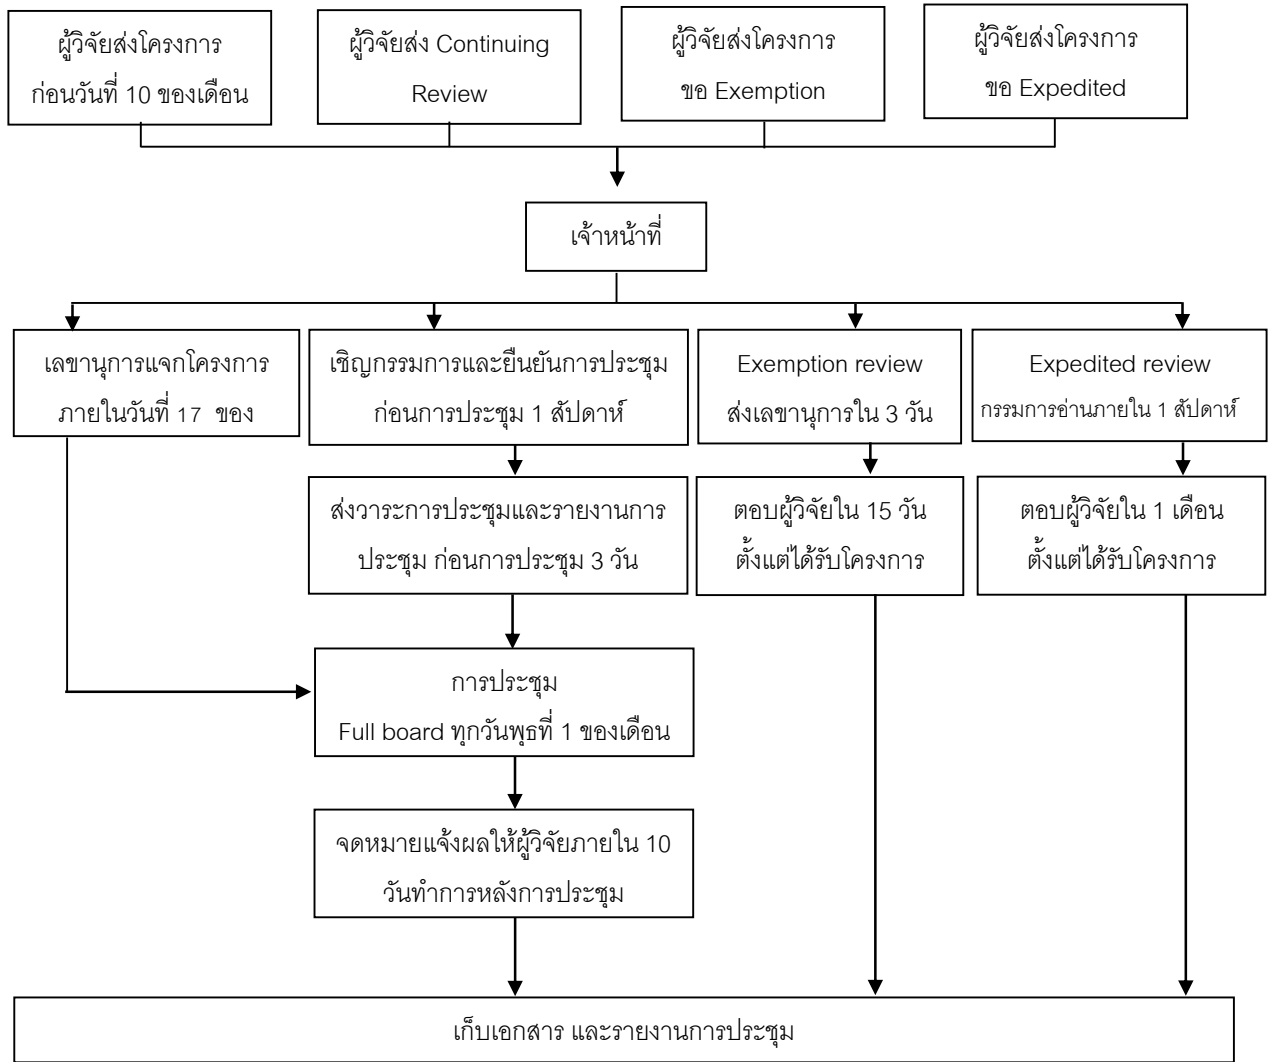 ผู้วิจัยส่งโครงการ
ก่อนวันที่ 10 ของเดือน
ผู้วิจัยส่ง Continuing
Review
ผู้วิจัยส่งโครงการ
ขอ Exemption
ผู้วิจัยส่งโครงการ
ขอ Expedited
เจ้าหน้าที่
เลขานุการแจกโครงการ
ภายในวันที่ 17 ของ
เชิญกรรมการและยืนยันการประชุม
ก่อนการประชุม 1 สัปดาห์
Exemption review
ส่งเลขานุการใน 3 วัน
Expedited review
กรรมการอ่านภายใน 1 สัปดาห์
ส่งวาระการประชุมและรายงานการ
ประชุม ก่อนการประชุม 3 วัน
ตอบผู้วิจัยใน 15 วัน
ตั้งแต่ได้รับโครงการ
ตอบผู้วิจัยใน 1 เดือน
ตั้งแต่ได้รับโครงการ
การประชุม
Full board ทุกวันพุธที่ 1 ของเดือน
จดหมายแจ้งผลให้ผู้วิจัยภายใน 10
วันทำการหลังการประชุม
เก็บเอกสาร และรายงานการประชุม